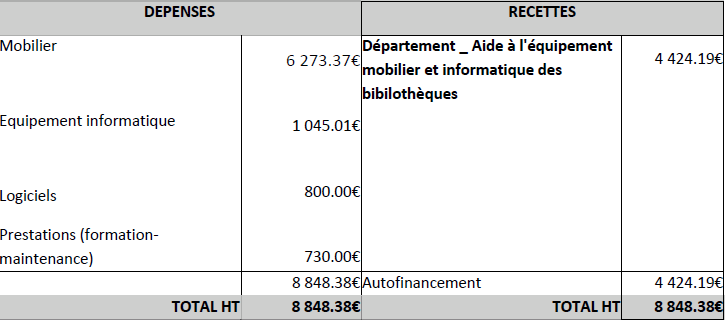 DEPENSES RECETTES
Mobilier 6 273.37€ Département _ Aide à l'équipement 4 424.19€
mobilier et informatique des
bibilothèques
Equipement informatique 1 045.01€
Logiciels 800.00€
Prestations (formation-
maintenance) 730.00€
8 848.38€ Autofinancement 4 424.19€
TOTAL HT 8 848.38€ TOTAL HT 8 848.38€